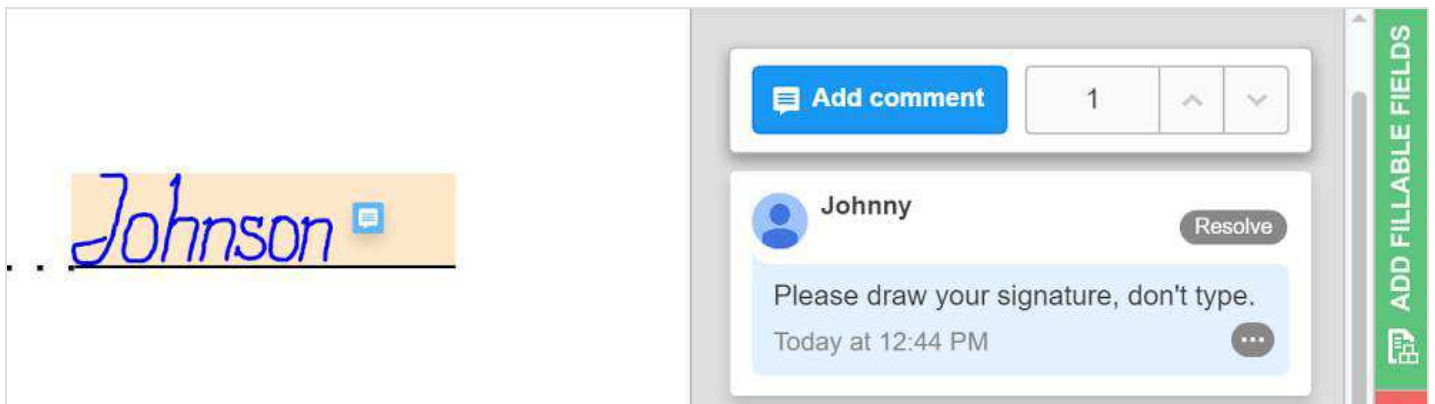 Johnson
Add comment
1
Johnny
Resolve
Please draw your signature, don't type.
Today at 12:44 PM
ADD FILLABLE FIELDS